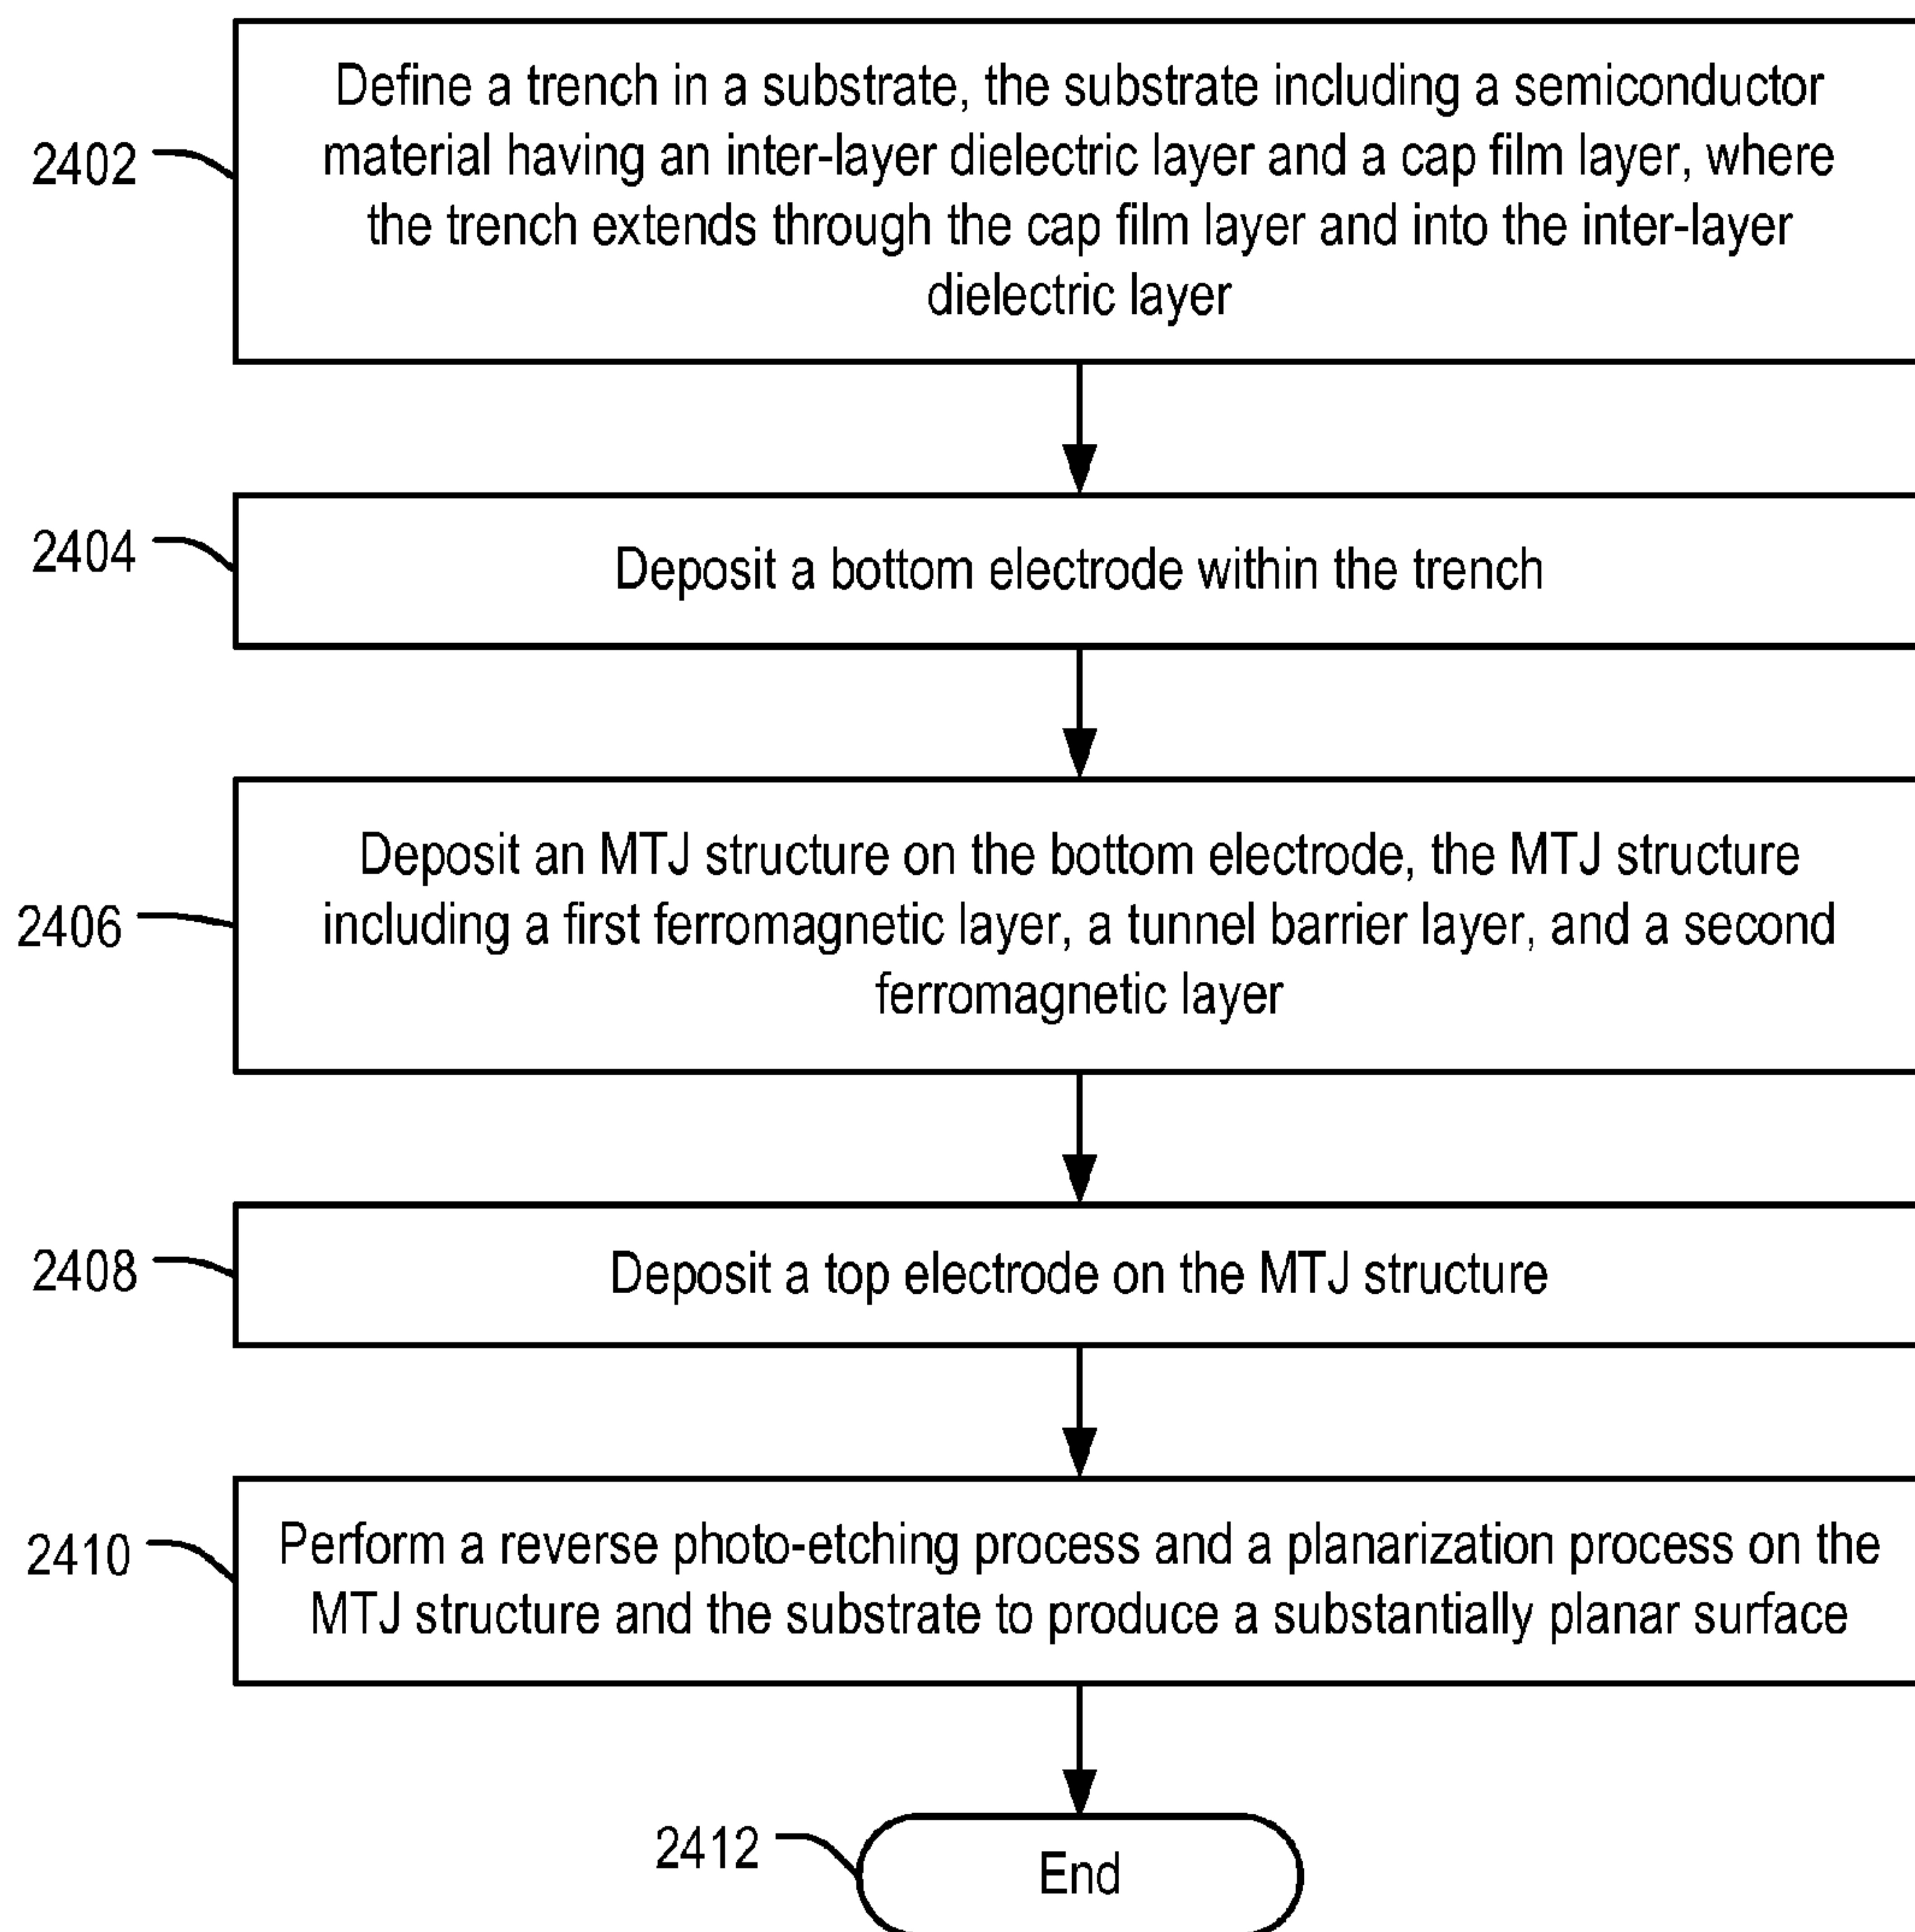 Define a trench in a substrate, the substrate including a semiconductor
2402
material having an inter-layer dielectric layer and a cap film layer, where
the trench extends through the cap film layer and into the inter-layer
dielectric layer
2404
Deposit a bottom electrode within the trench
Deposit an MTJ structure on the bottom electrode, the MTJ structure
2406
including a first ferromagnetic layer, a tunnel barrier layer, and a second
ferromagnetic layer
2408
Deposit a top electrode on the MTJ structure
2410
Perform a reverse photo-etching process and a planarization process on the
MTJ structure and the substrate to produce a substantially planar surface
2412
End